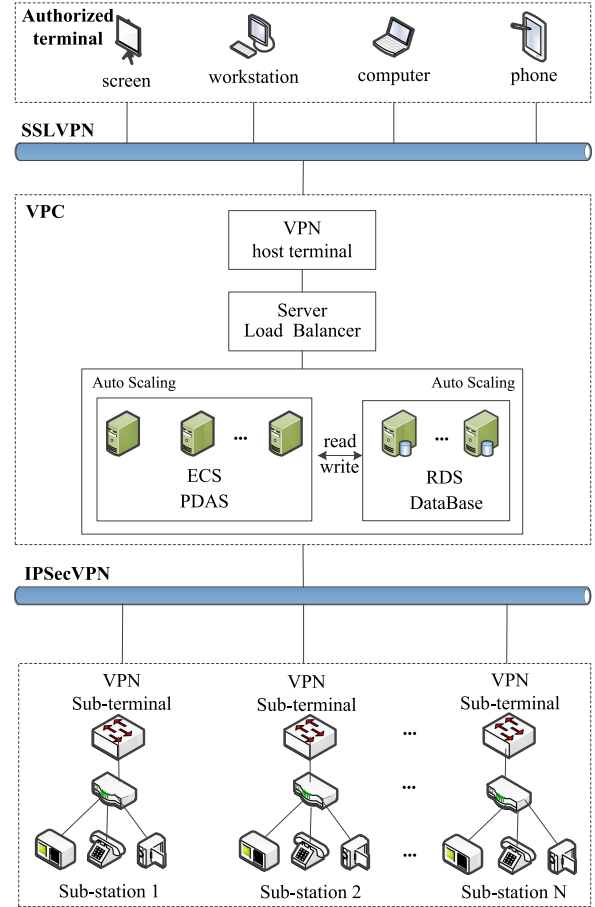 Authorized
terminal
screen
workstation
computer
phone
SSLVPN
VPC
VPN
host terminal
Server
Load Balancer
Auto Scaling
Auto Scaling
...
read
write
...
ECS
PDAS
RDS
DataBase
IPSecVPN
VPN
Sub-terminal
VPN
Sub-terminal
VPN
Sub-terminal
...
...
...
Sub-station 1
Sub-station 2
Sub-station N